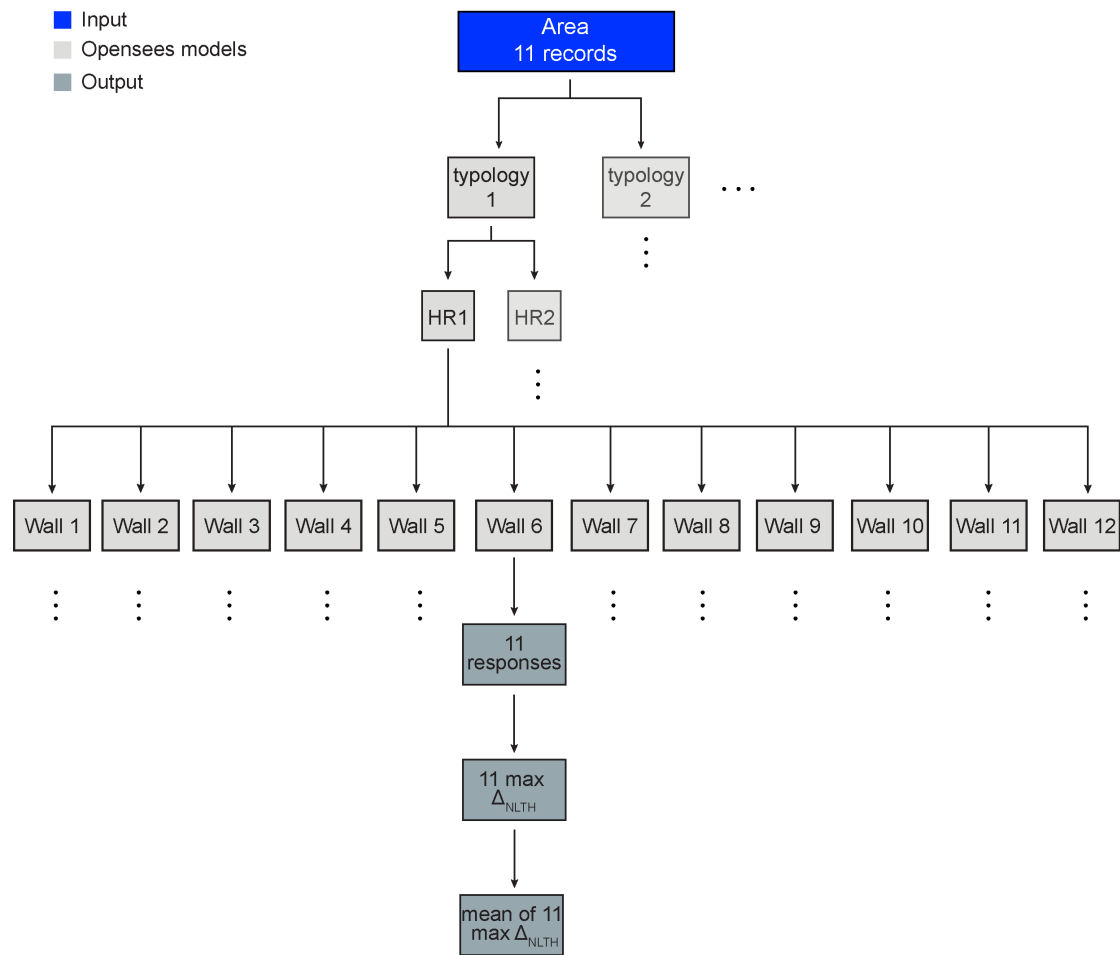 Input
Opensees models
Output
Area
11 records
typology
1
typology
2
...
HR1
HR2
Wall 1
Wall 2
Wall 3
Wall 4
Wall 5
Wall 6
Wall 7
Wall 8
Wall 9
Wall 10
Wall 11
Wall 12
11
responses
11 max
Δ_NLTH
mean of 11
max Δ_NLTH